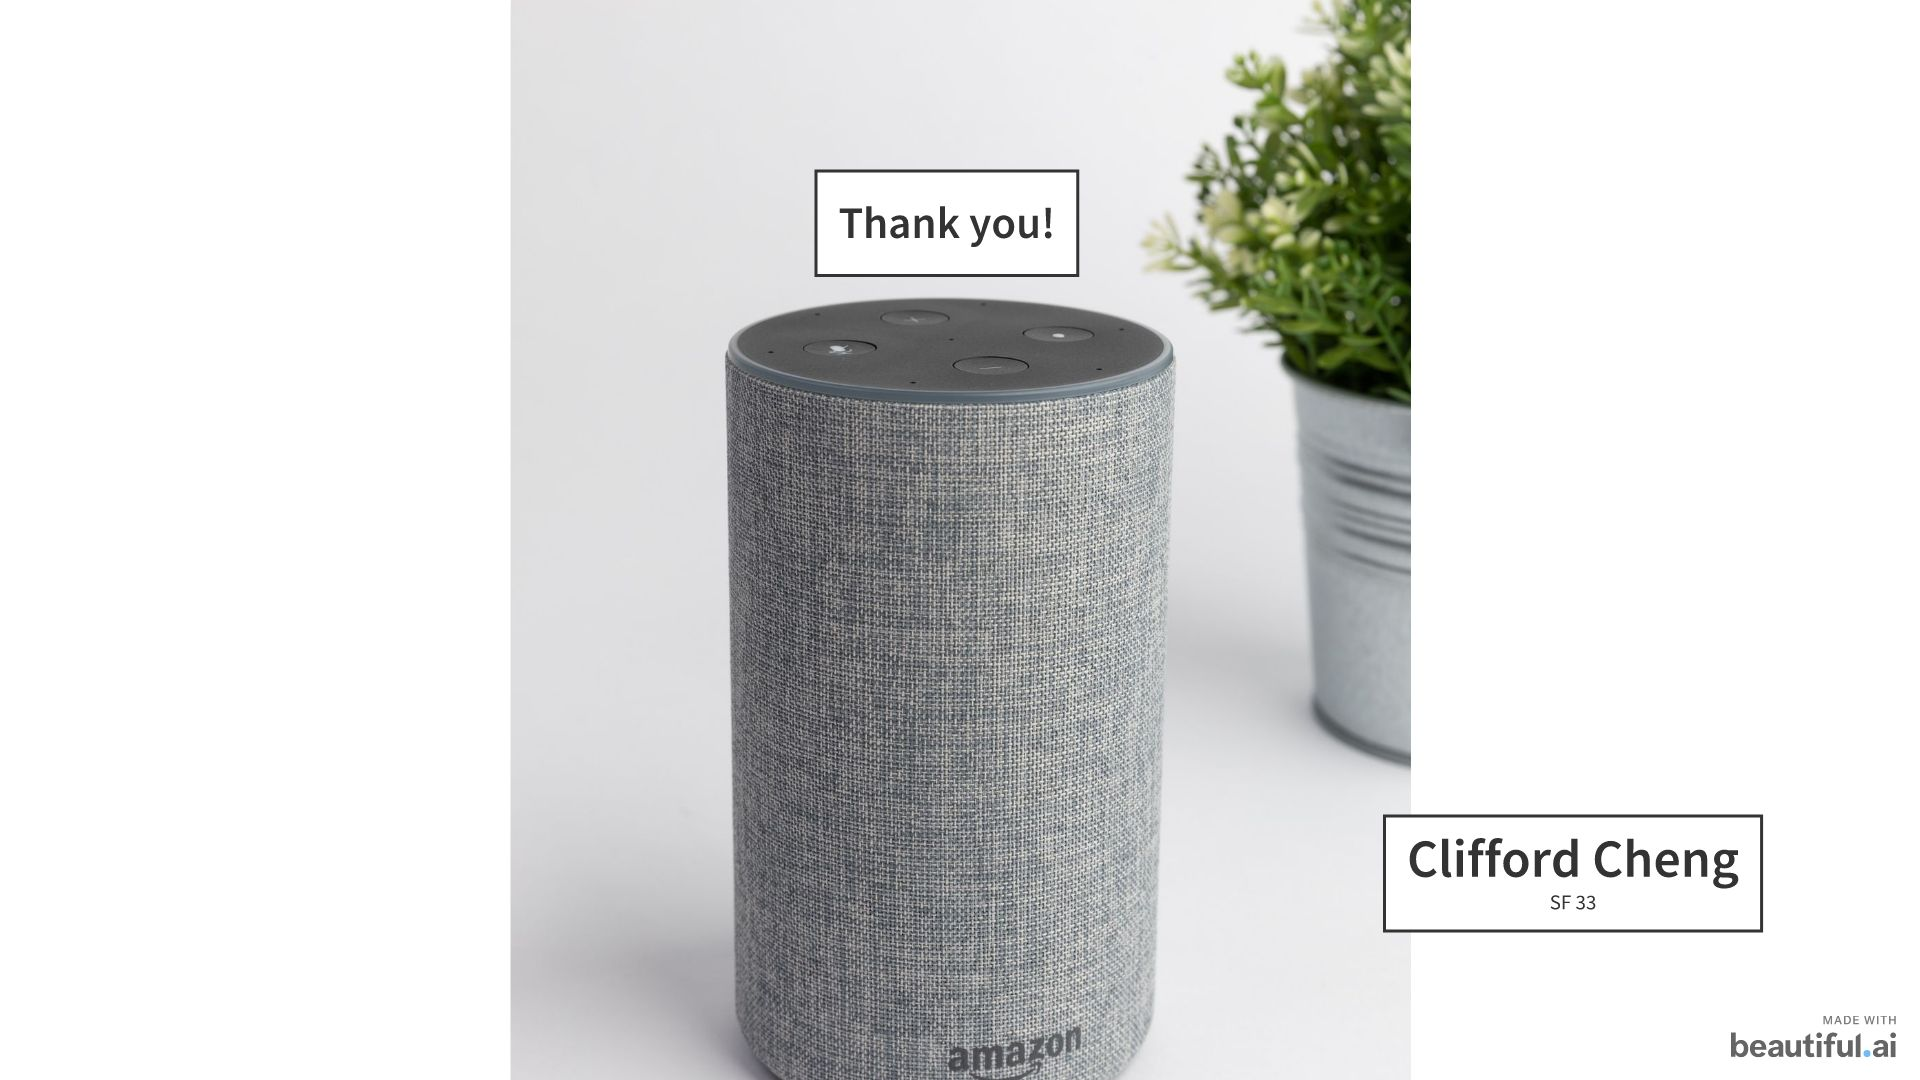 Thank you!
amazon
Clifford Cheng
SF 33
MADE WITH
beautiful.ai